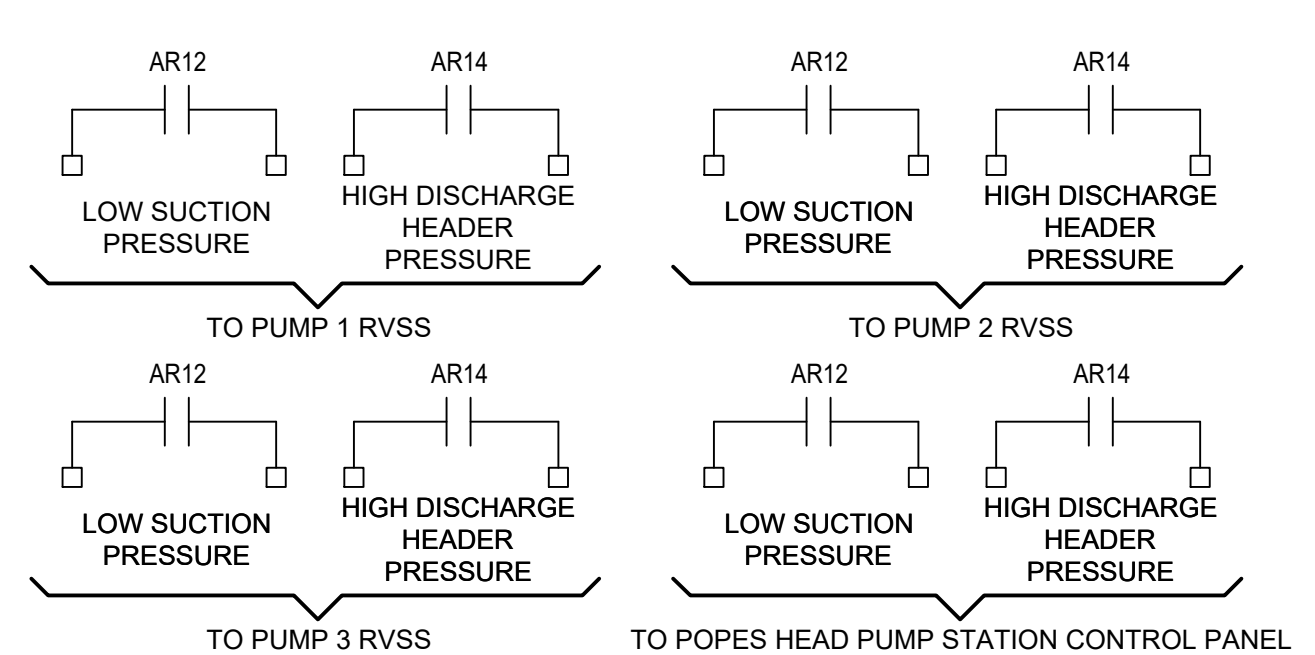 AR12
AR14
LOW SUCTION
PRESSURE
HIGH DISCHARGE
HEADER
PRESSURE
TO PUMP 1 RVSS
AR12
AR14
LOW SUCTION
PRESSURE
HIGH DISCHARGE
HEADER
PRESSURE
TO PUMP 2 RVSS
AR12
AR14
LOW SUCTION
PRESSURE
HIGH DISCHARGE
HEADER
PRESSURE
TO PUMP 3 RVSS
AR12
AR14
LOW SUCTION
PRESSURE
HIGH DISCHARGE
HEADER
PRESSURE
TO POPES HEAD PUMP STATION CONTROL PANEL